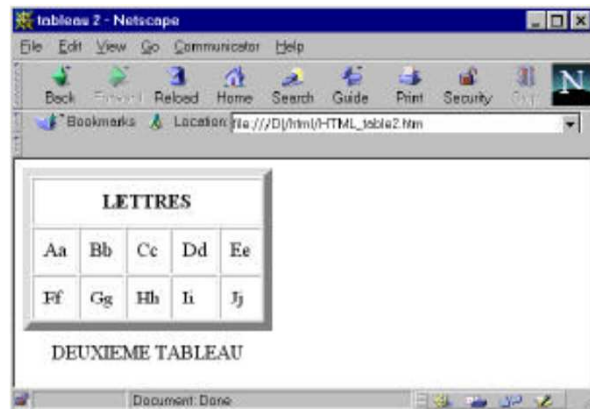 tableau 2 - Netscape
File Edit View Go Communicator Help
Back Forward Reload Home Search Guide Print Security Stop N
Bookmarks Location: file:///D|/html/HTML_table2.htm
LETTRES
Aa Bb Cc Dd Ee
Ff Gg Hh Ii Jj
DEUXIEME TABLEAU
Document: Done